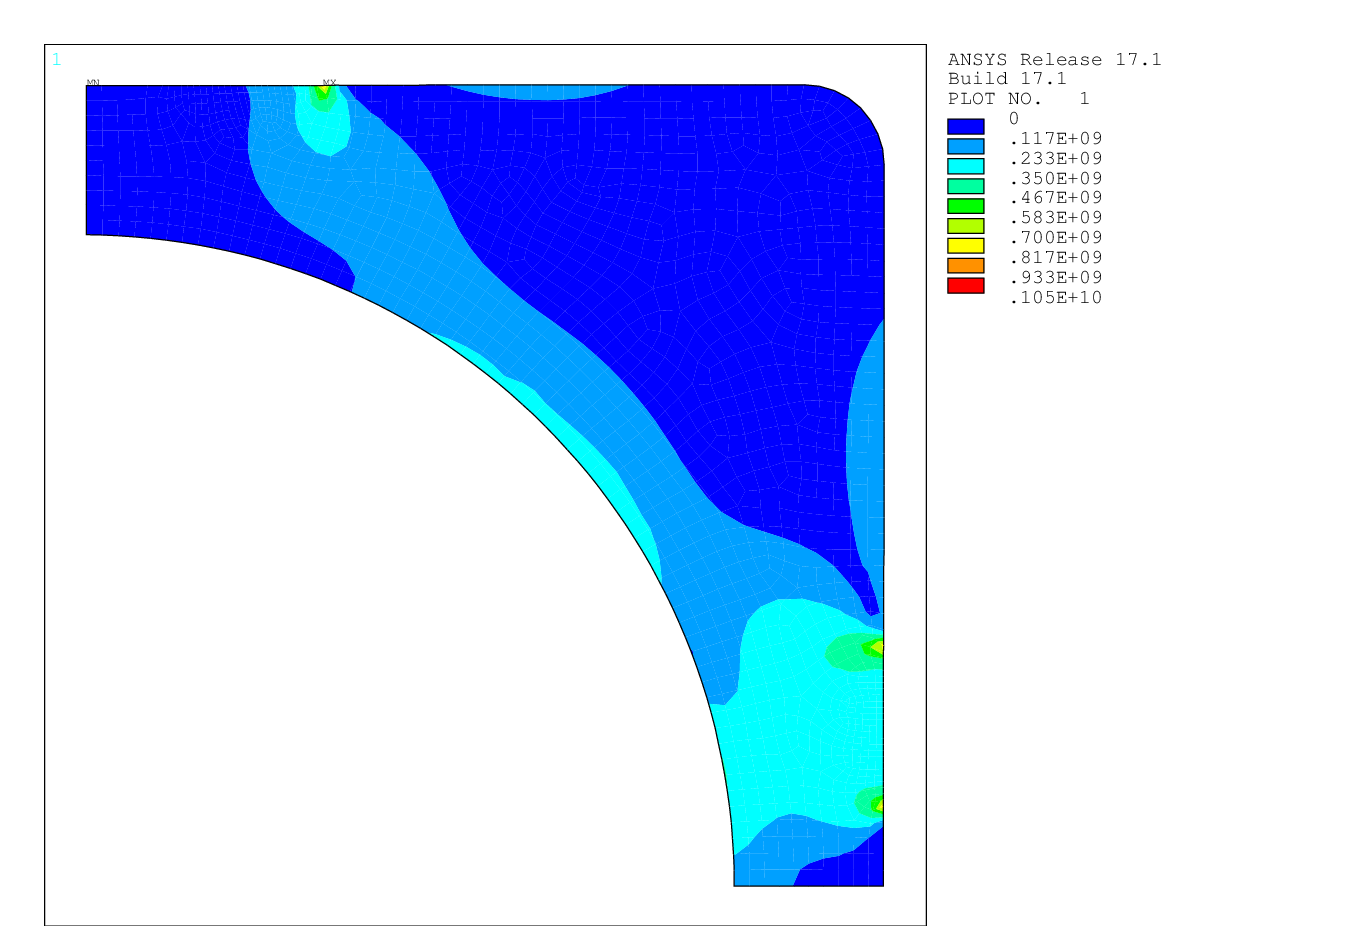 1
MN
MX
ANSYS Release 17.1
Build 17.1
PLOT NO. 1
0
.117E+09
.233E+09
.350E+09
.467E+09
.583E+09
.700E+09
.817E+09
.933E+09
.105E+10